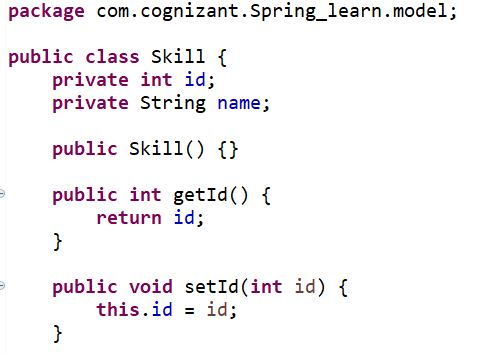 package com.cognizant.Spring_learn.model;
public class Skill {
    private int id;
    private String name;
    public Skill() {}
    public int getId() {
        return id;
    }
    public void setId(int id) {
        this.id = id;
    }